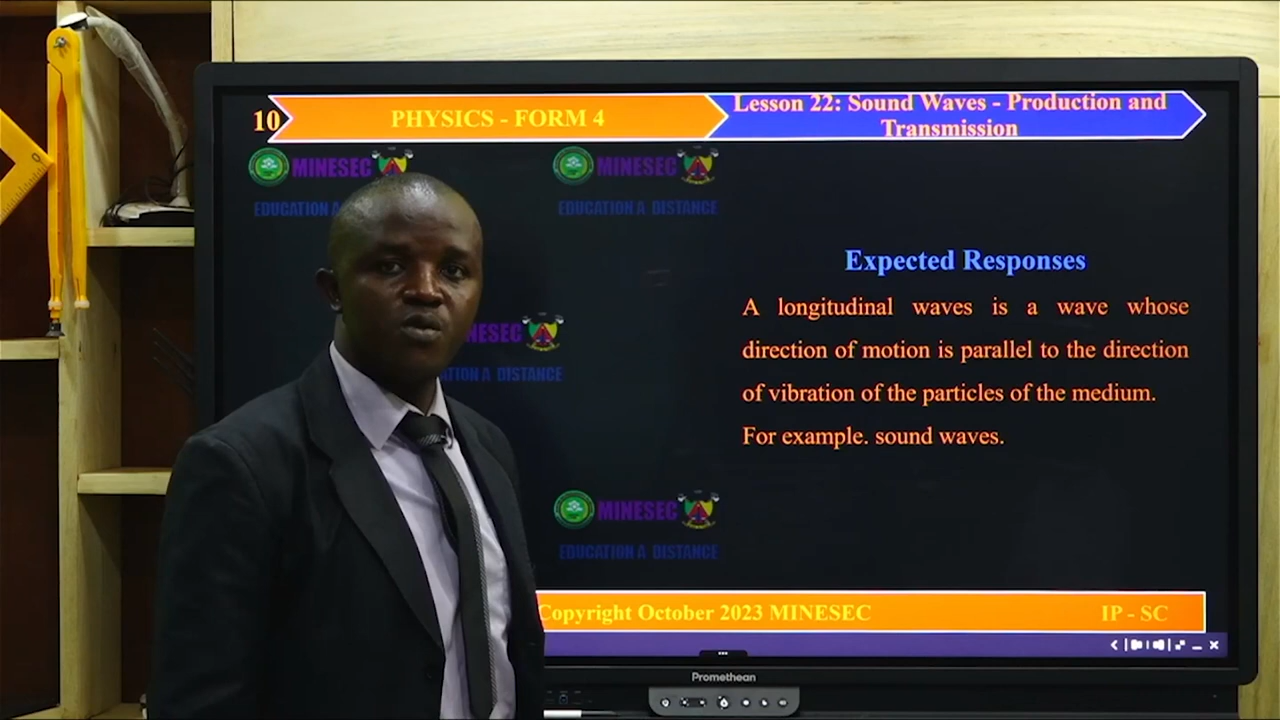 10
PHYSICS - FORM 4
Lesson 22: Sound Waves - Production and
Transmission
MINESEC
EDUCATION A
MINESEC
EDUCATION A DISTANCE
Expected Responses
A longitudinal waves is a wave whose
direction of motion is parallel to the direction
of vibration of the particles of the medium.
For example. sound waves.
NESEC
A DISTANCE
MINESEC
EDUCATION A DISTANCE
Copyright October 2023 MINESEC
IP - SC
Promethean